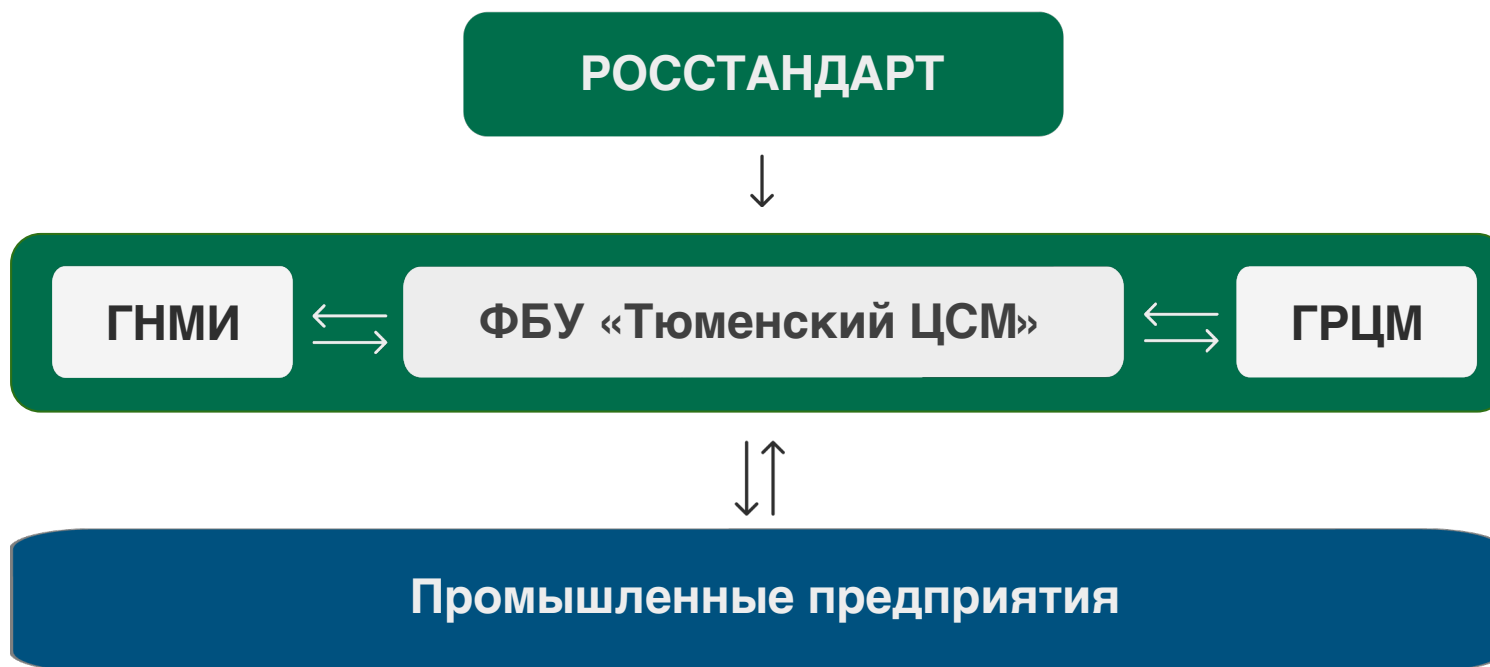 РОССТАНДАРТ
ГНМИ
ФБУ «Тюменский ЦСМ»
ГРЦМ
Промышленные предприятия